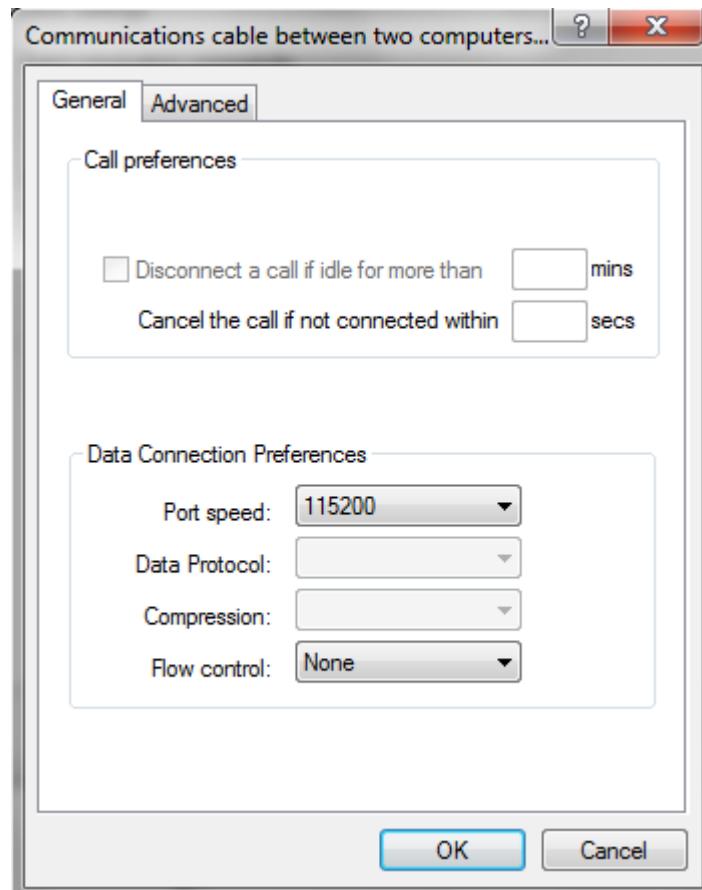 Communications cable between two computers...
General Advanced
Call preferences
Disconnect a call if idle for more than mins
Cancel the call if not connected within secs
Data Connection Preferences
Port speed: 115200
Data Protocol:
Compression:
Flow control: None
OK Cancel